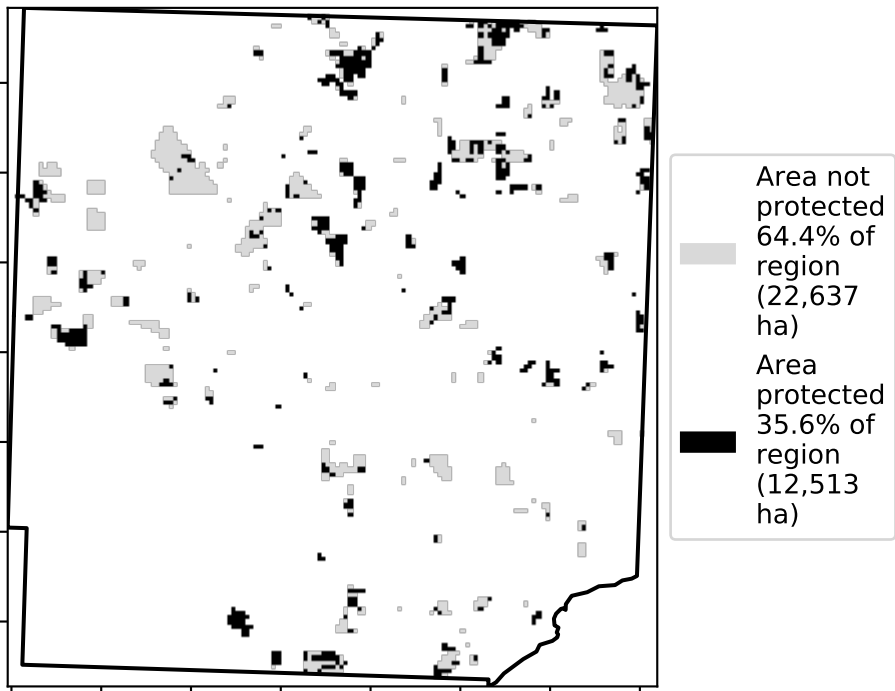 Area not
protected
64.4% of
region
(22,637
ha)
Area
protected
35.6% of
region
(12,513
ha)